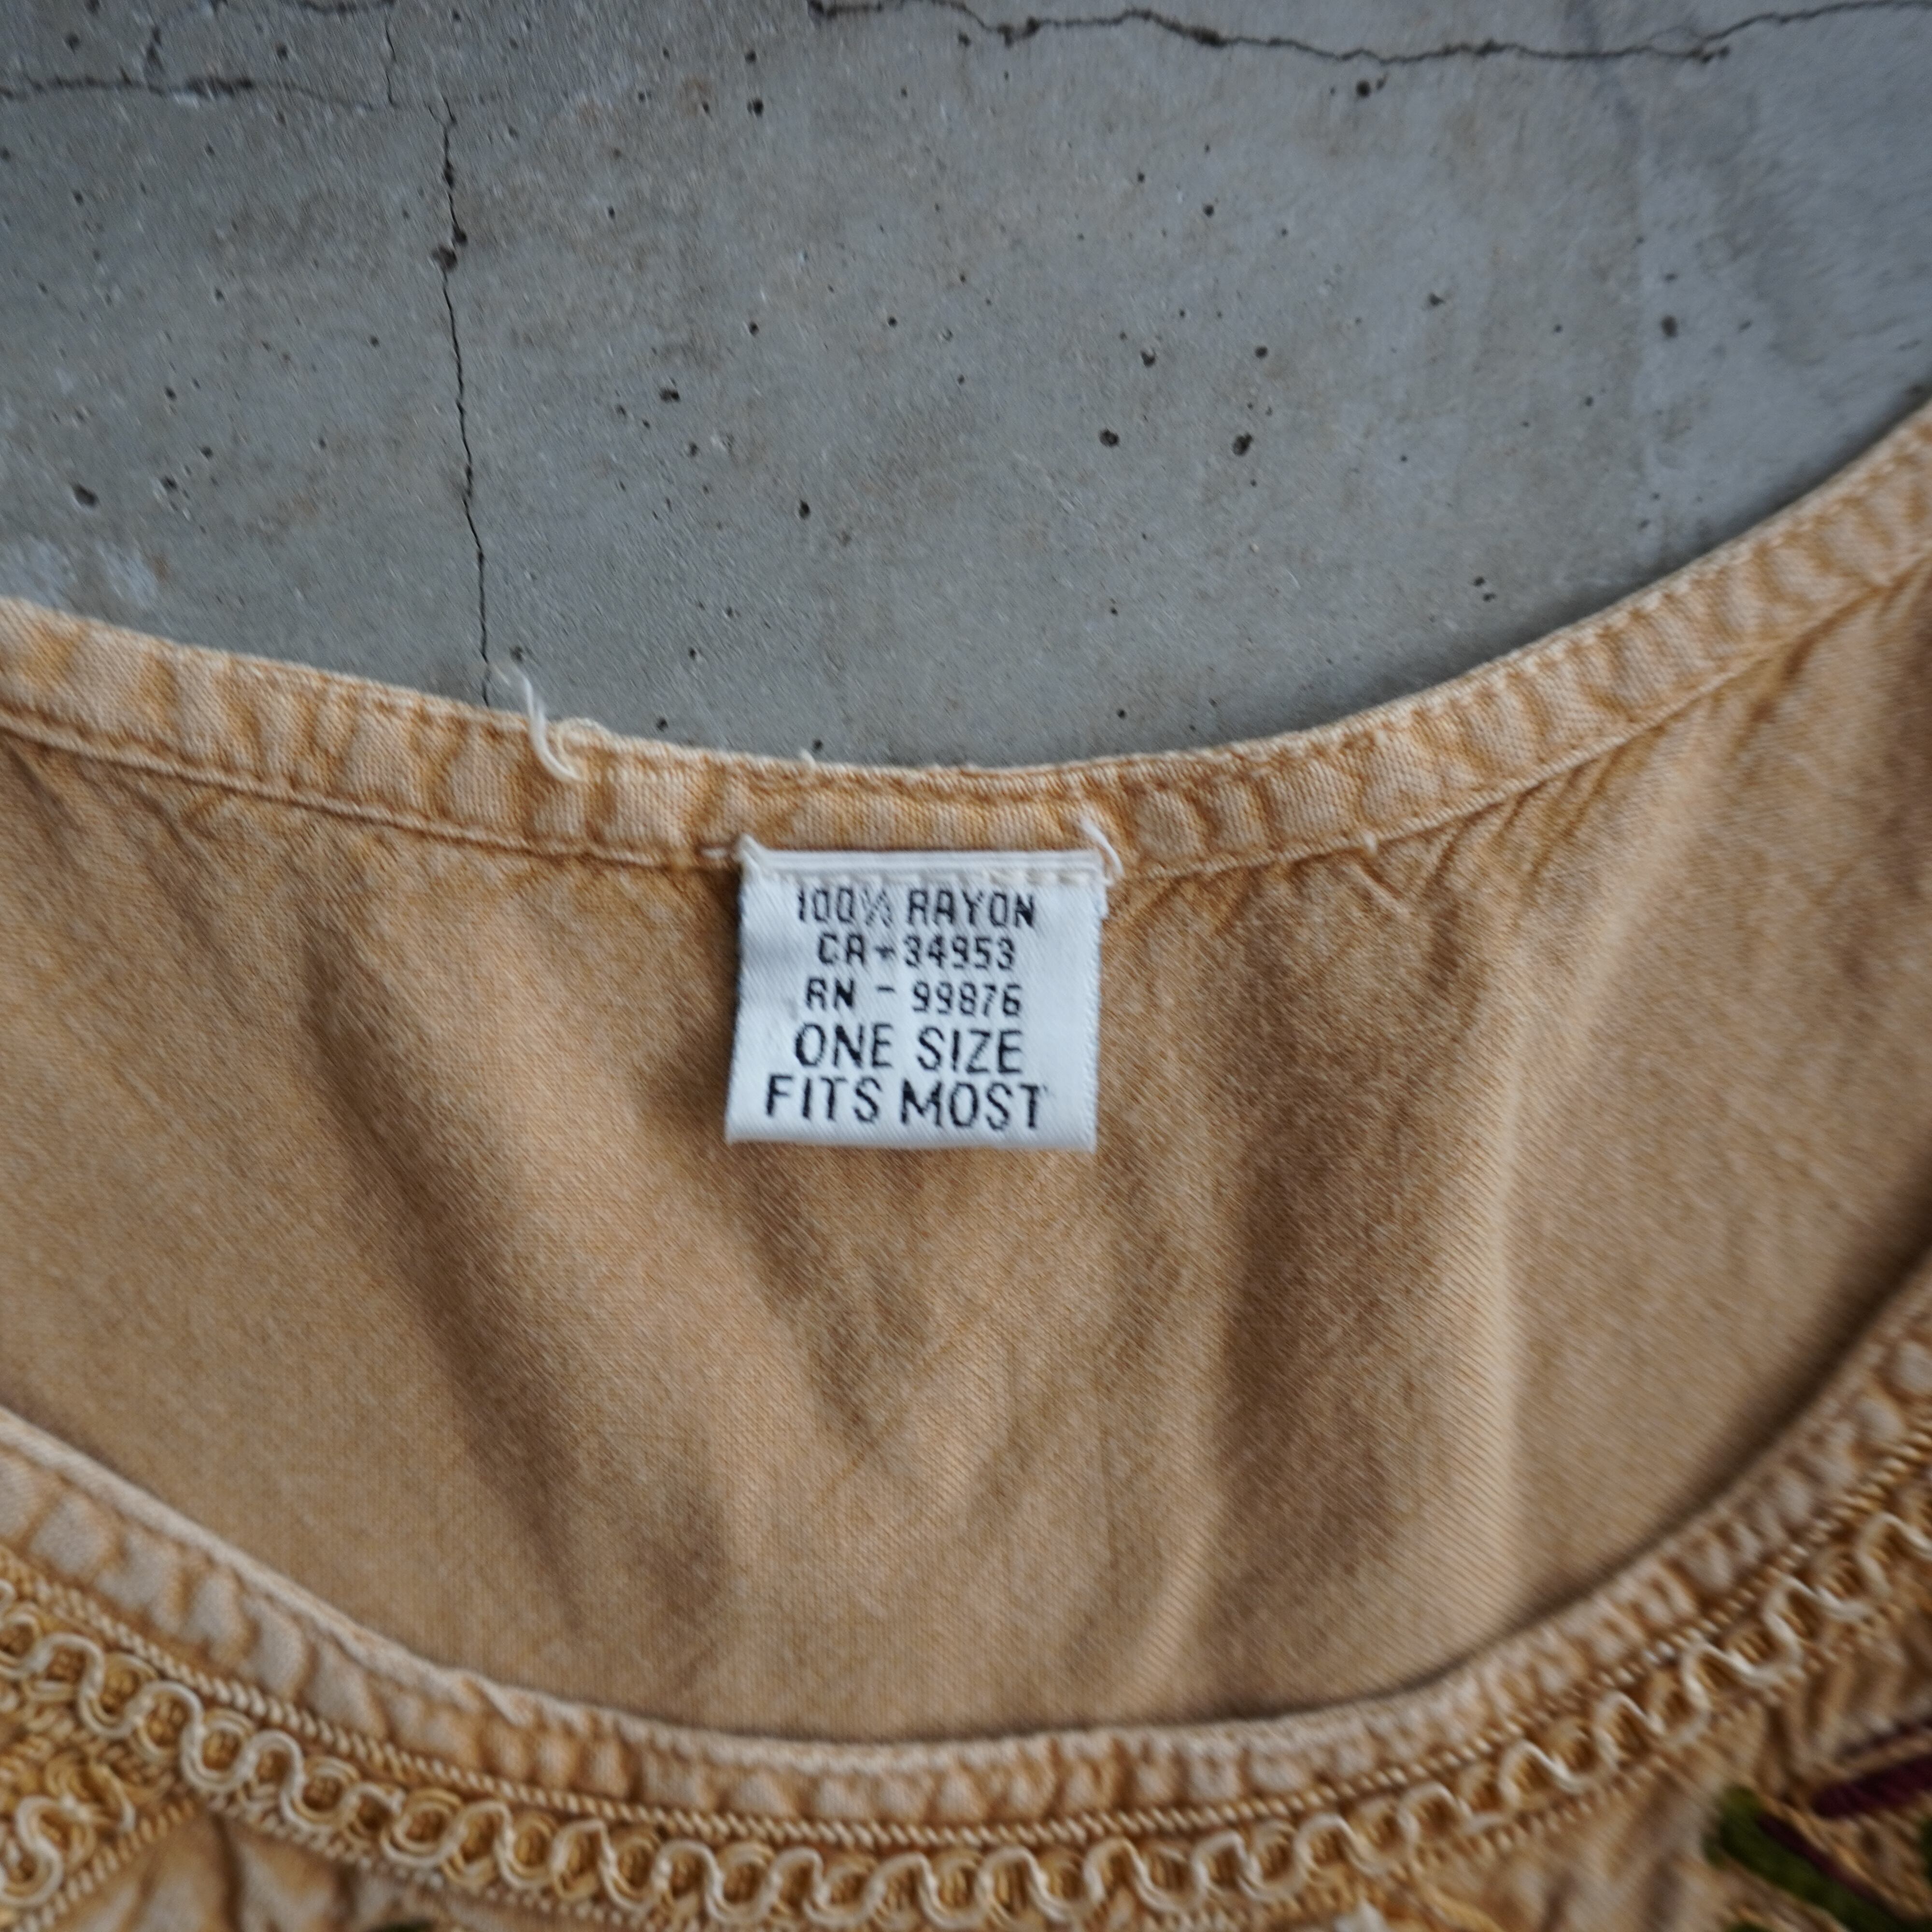 100% RAYON
CA-34953
RN - 99876
ONE SIZE
FITS MOST